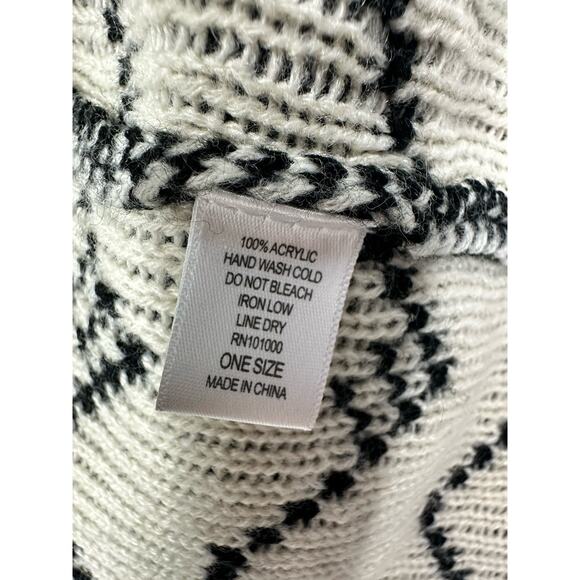 100% ACRYLIC
HAND WASH COLD
DO NOT BLEACH
IRON LOW
LINE DRY
RN101000
ONE SIZE
MADE IN CHINA